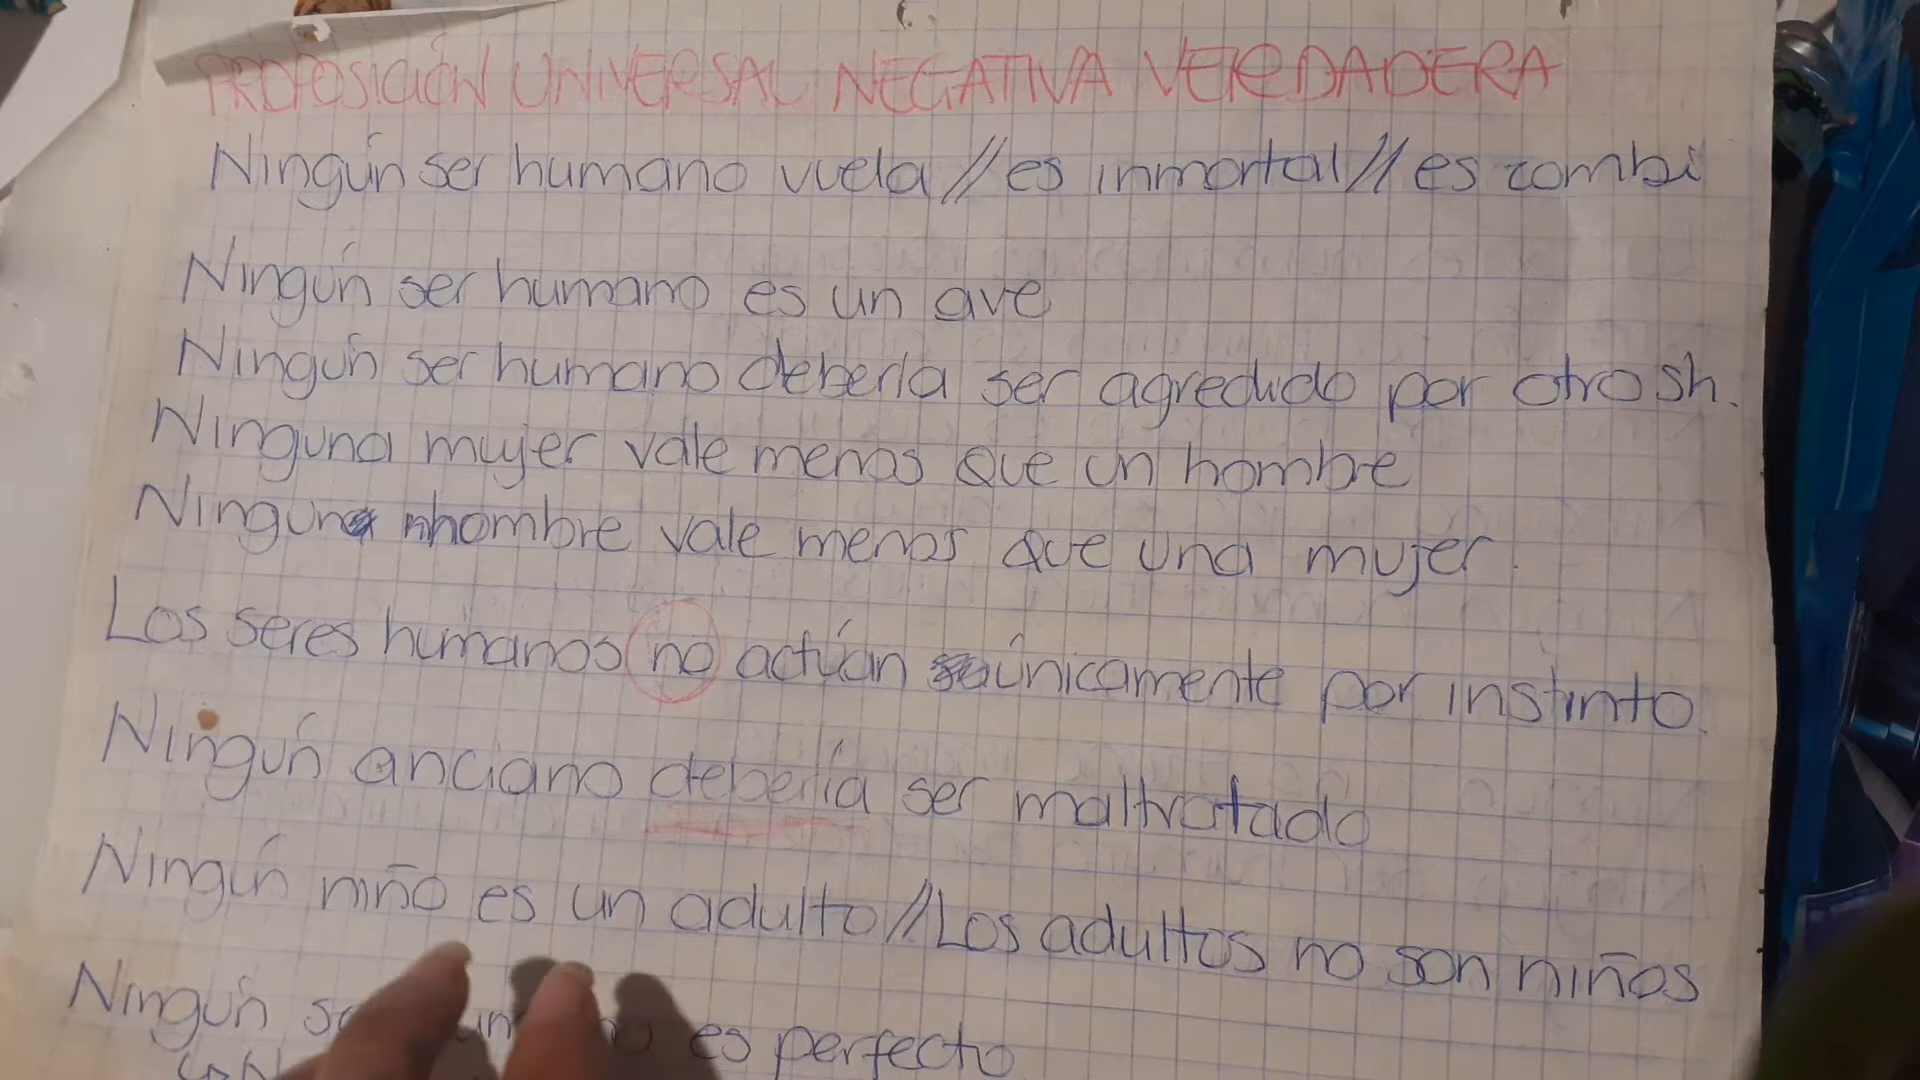 PROPOSICIÓN UNIVERSAL NEGATIVA VERDADERA
Ningún ser humano vuela // es inmortal // es zombi
Ningún ser humano es un ave
Ningún ser humano debería ser agredido por otro sh.
Ninguna mujer vale menos que un hombre
Ningun hombre vale menos que una mujer.
Los seres humanos no actúan únicamente por instinto.
Ningún anciano debería ser maltratado
Ningún niño es un adulto // Los adultos no son niños
Ningún es perfecto